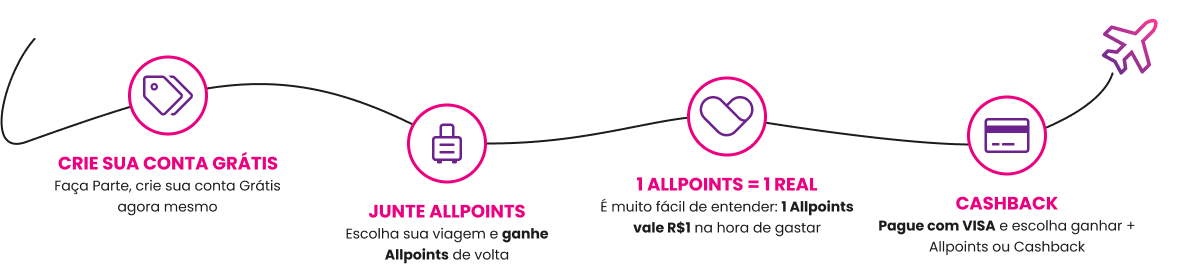 CRIE SUA CONTA GRÁTIS
Faça Parte, crie sua conta Grátis
agora mesmo
JUNTE ALLPOINTS
Escolha sua viagem e ganhe
Allpoints de volta
1 ALLPOINTS = 1 REAL
É muito fácil de entender: 1 Allpoints
vale R$1 na hora de gastar
CASHBACK
Pague com VISA e escolha ganhar +
Allpoints ou Cashback